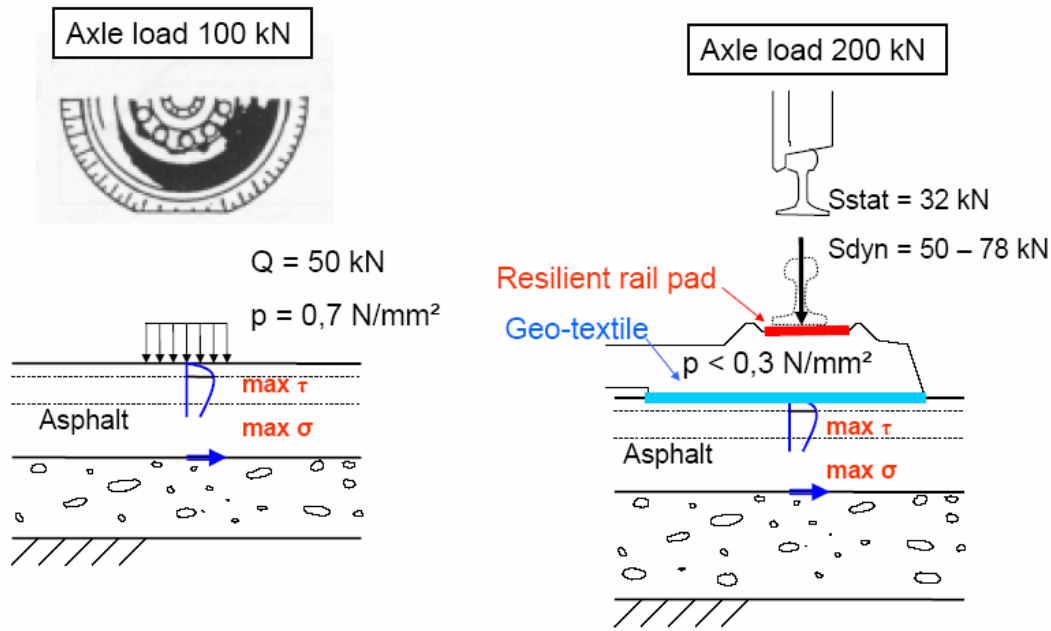 Axle load 100 kN
Q = 50 kN
p = 0,7 N/mm²
max τ
Asphalt
max σ
Axle load 200 kN
Sstat = 32 kN
Sdyn = 50 – 78 kN
Resilient rail pad
Geo-textile
p < 0,3 N/mm²
max τ
Asphalt
max σ